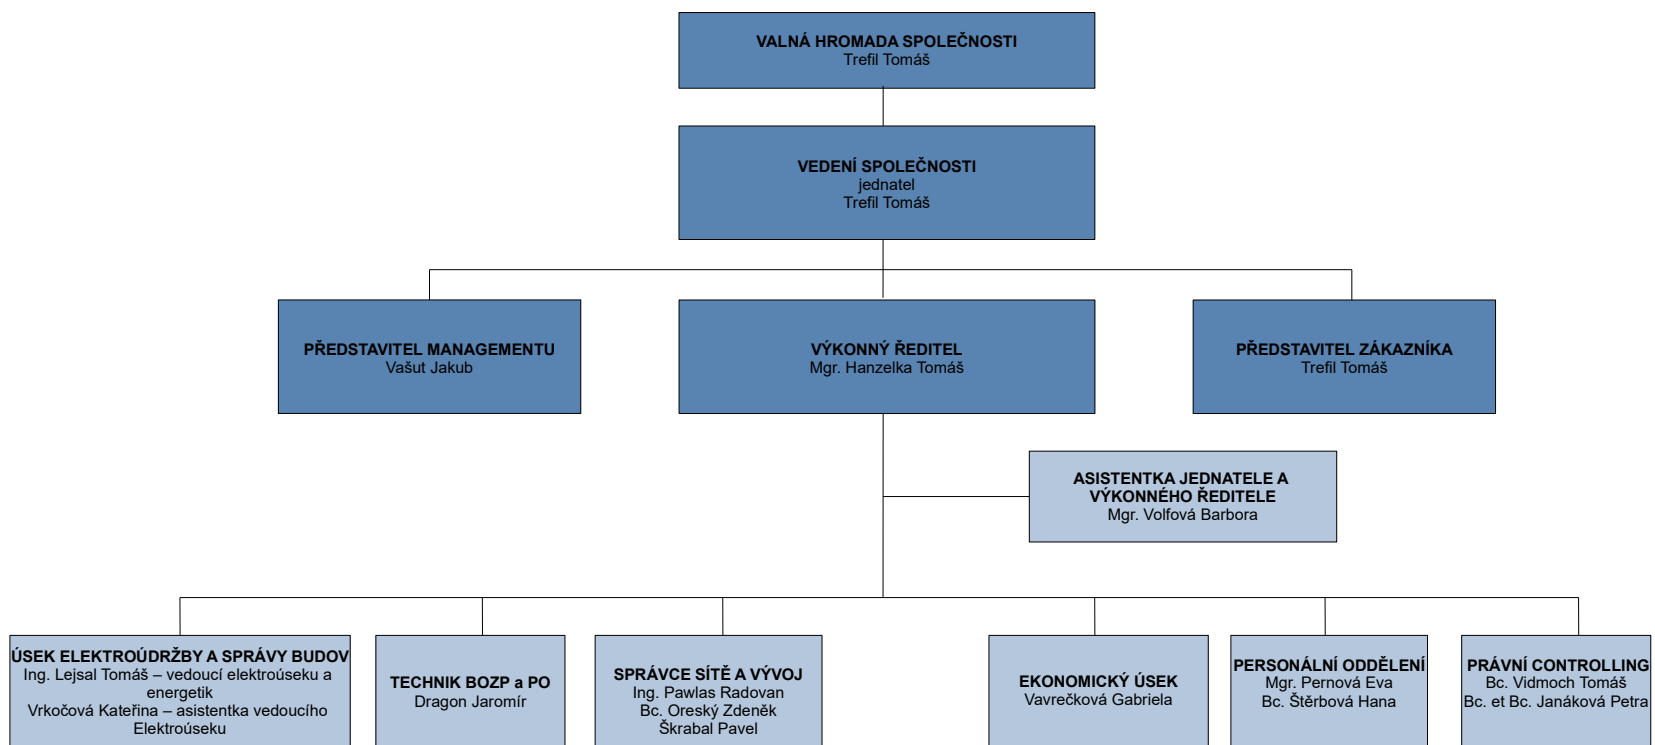 VALNÁ HROMADA SPOLEČNOSTI
Trefil Tomáš
VEDENÍ SPOLEČNOSTI
jednatel
Trefil Tomáš
PŘEDSTAVITEL MANAGEMENTU
Vašut Jakub
VÝKONNÝ ŘEDITEL
Mgr. Hanzelka Tomáš
PŘEDSTAVITEL ZÁKAZNÍKA
Trefil Tomáš
ASISTENTKA JEDNATELE A
VÝKONNÉHO ŘEDITELE
Mgr. Volfová Barbora
ÚSEK ELEKTROÚDRŽBY A SPRÁVY BUDOV
Ing. Lejsal Tomáš – vedoucí elektroúseku a
energetik
Vrkočová Kateřina – asistentka vedoucího
Elektroúseku
TECHNIK BOZP a PO
Dragon Jaromír
SPRÁVCE SÍTĚ A VÝVOJ
Ing. Pawlas Radovan
Bc. Oreský Zdeněk
Škrabal Pavel
EKONOMICKÝ ÚSEK
Vavrečková Gabriela
PERSONÁLNÍ ODDĚLENÍ
Mgr. Pernová Eva
Bc. Štěrbová Hana
PRÁVNÍ CONTROLLING
Bc. Vidmoch Tomáš
Bc. et Bc. Janáková Petra